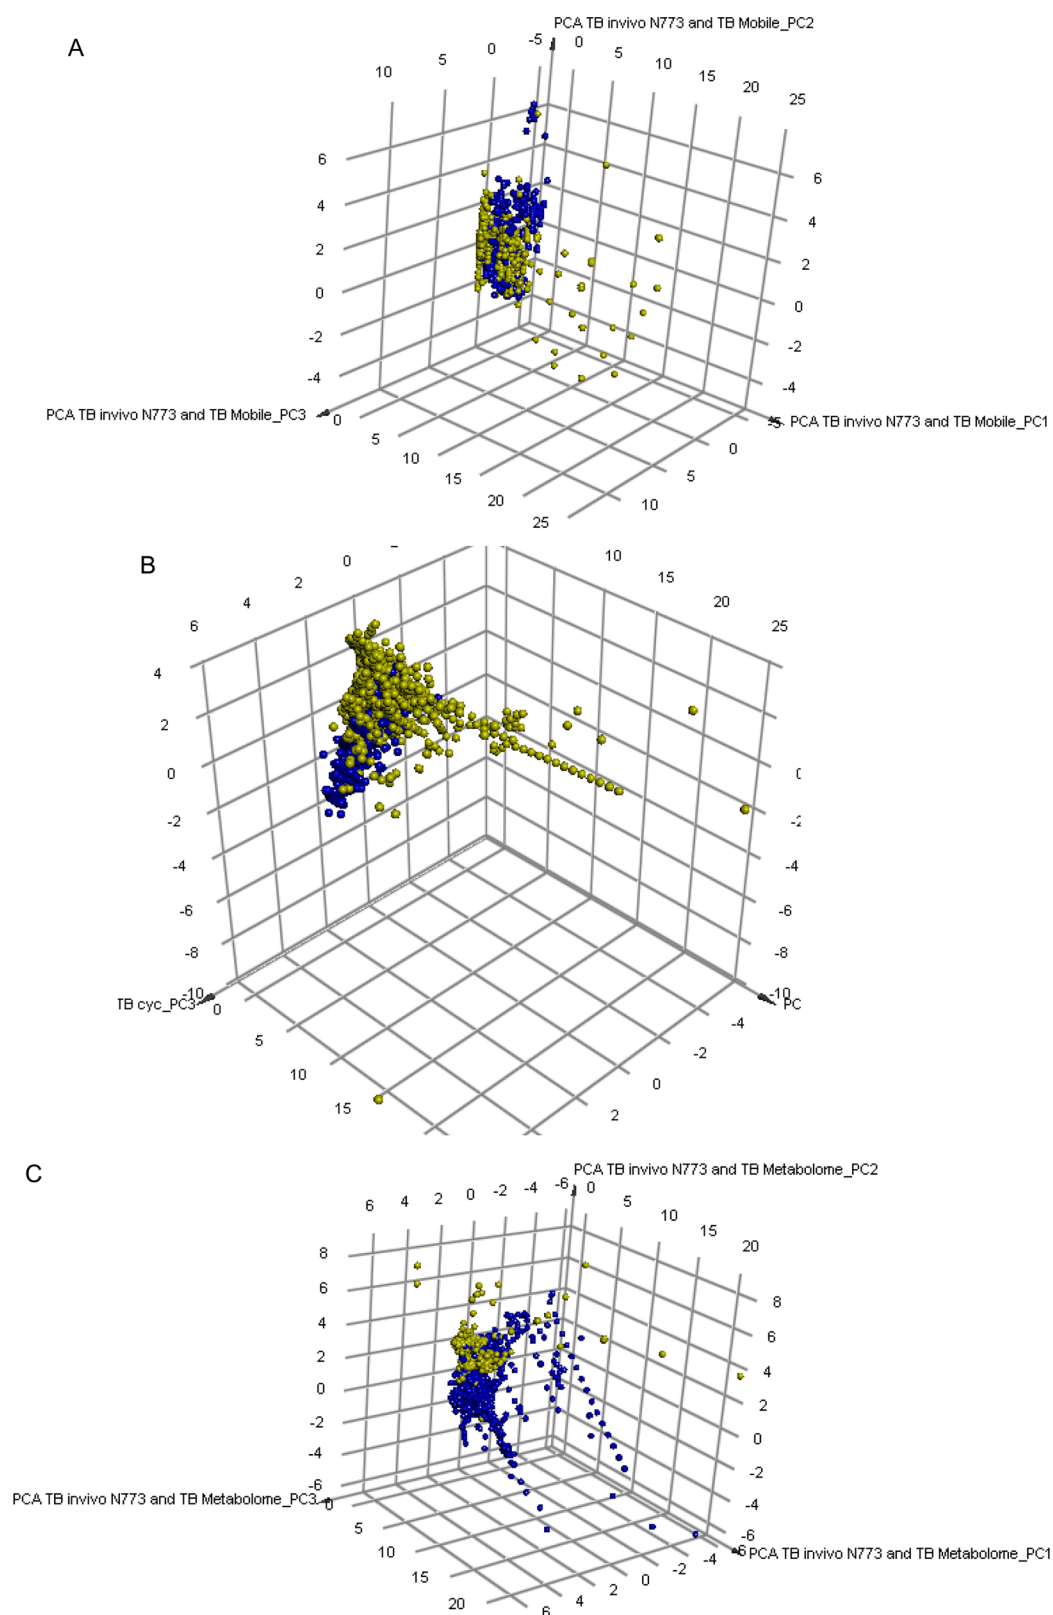 A
PCA TB invivo N773 and TB Mobile_PC2
10 5 0 -5 0 5 10 15 20 25
6 4 2 0 -2 -4
6 4 2 0 -2 -4
PCA TB invivo N773 and TB Mobile_PC3
0 5 10 15 20 25
-5 0 5 10
PCA TB invivo N773 and TB Mobile_PC1
B
6 4 2 0
10 15 20 25
4 2 0 -2 -4 -6 -8 -10
-4 -6 -8 -10
TB cyc_PC3
0 5 10 15
-4 -2 0 2
PC
C
PCA TB invivo N773 and TB Metabolome_PC2
6 4 2 0 -2 -4 -6 0 5 10 15 20
8 6 4 2 0 -2 -4 -6
8 6 4 2 0 -2 -4 -6
PCA TB invivo N773 and TB Metabolome_PC3
0 5 10 15 20
6 4 2 0 -2 -4
PCA TB invivo N773 and TB Metabolome_PC1